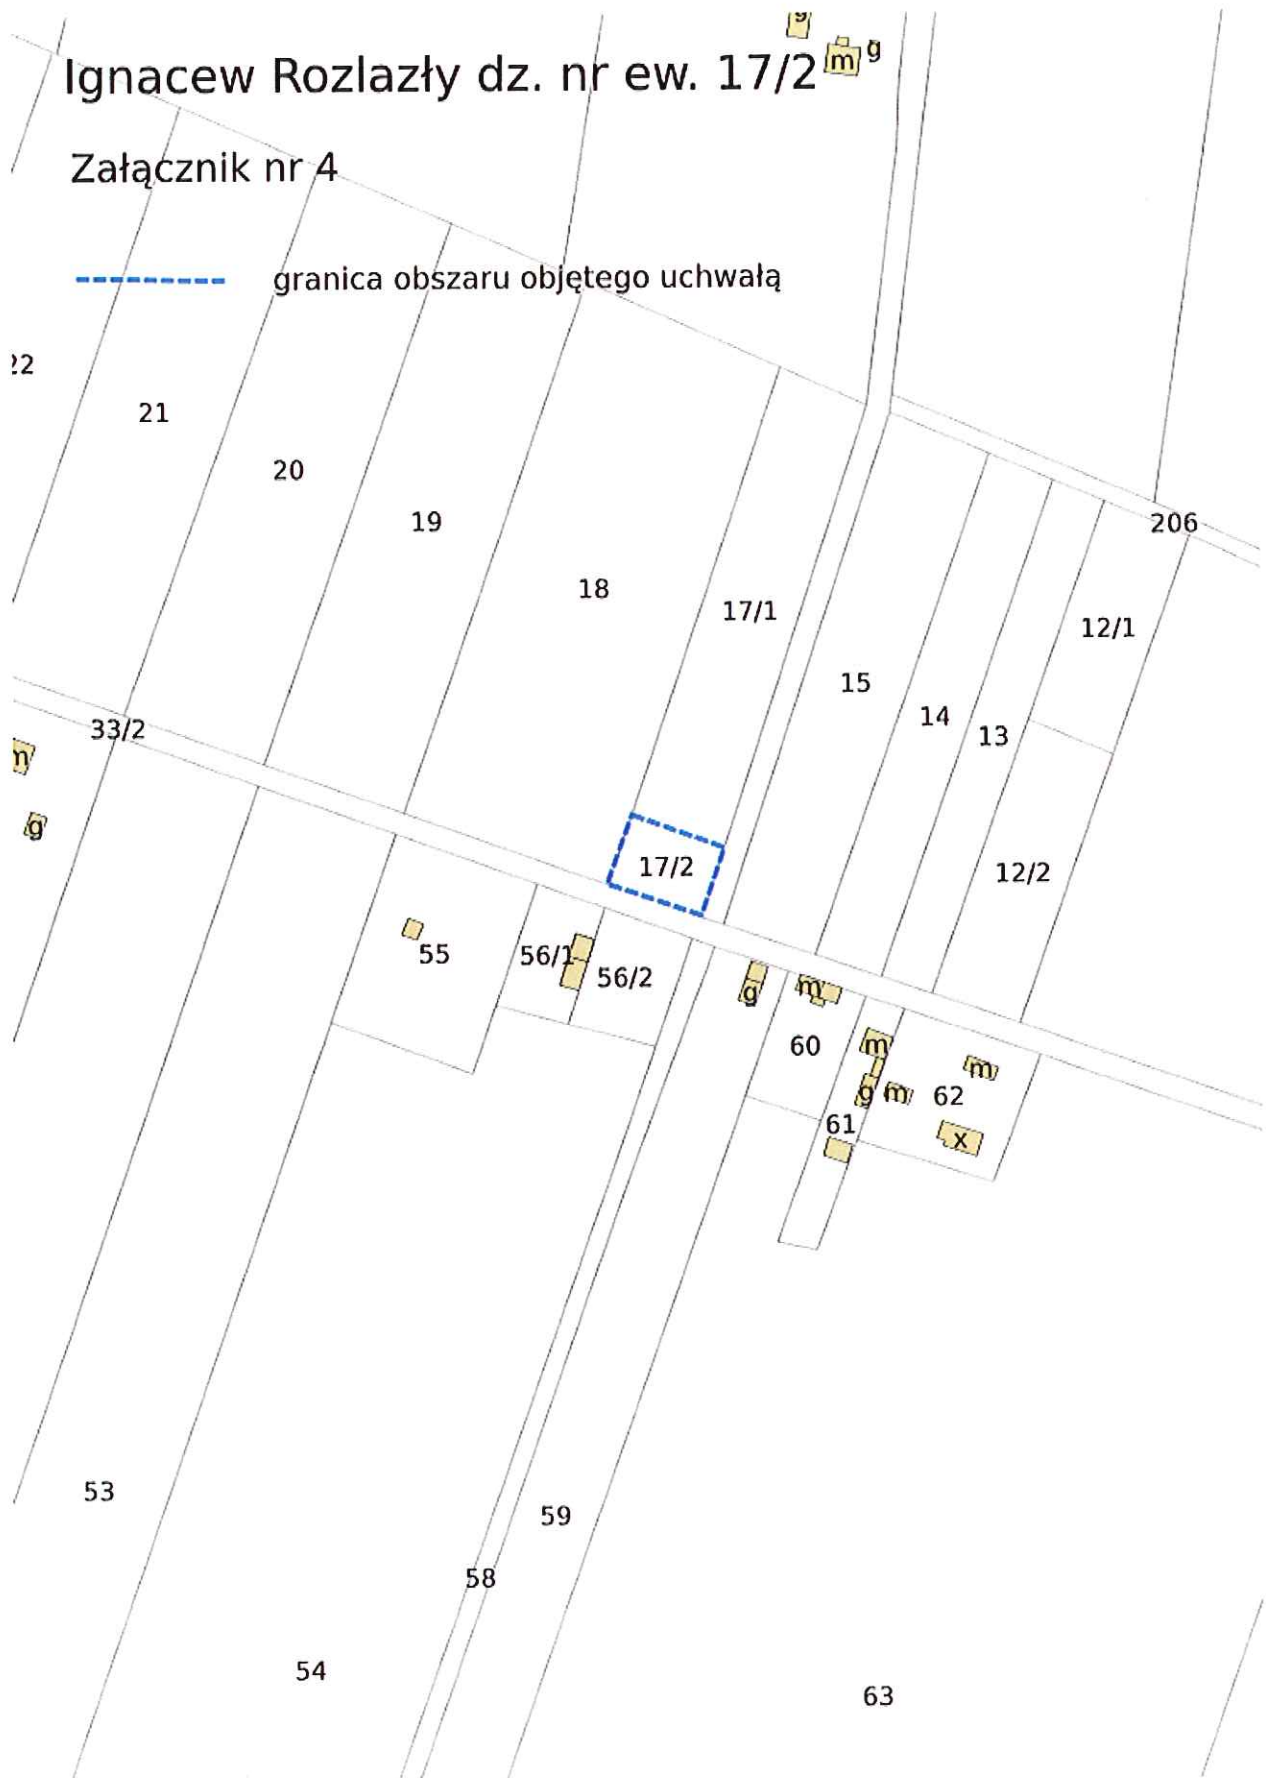 g
m g
Ignacew Rozlazły dz. nr ew. 17/2
Załącznik nr 4
granica obszaru objętego uchwałą
22
21
20
19
206
18
17/1
12/1
15
14
13
33/2
m
g
17/2
12/2
55
56/1
56/2
g
m
60
m
m
g
m
62
61
x
53
59
58
54
63